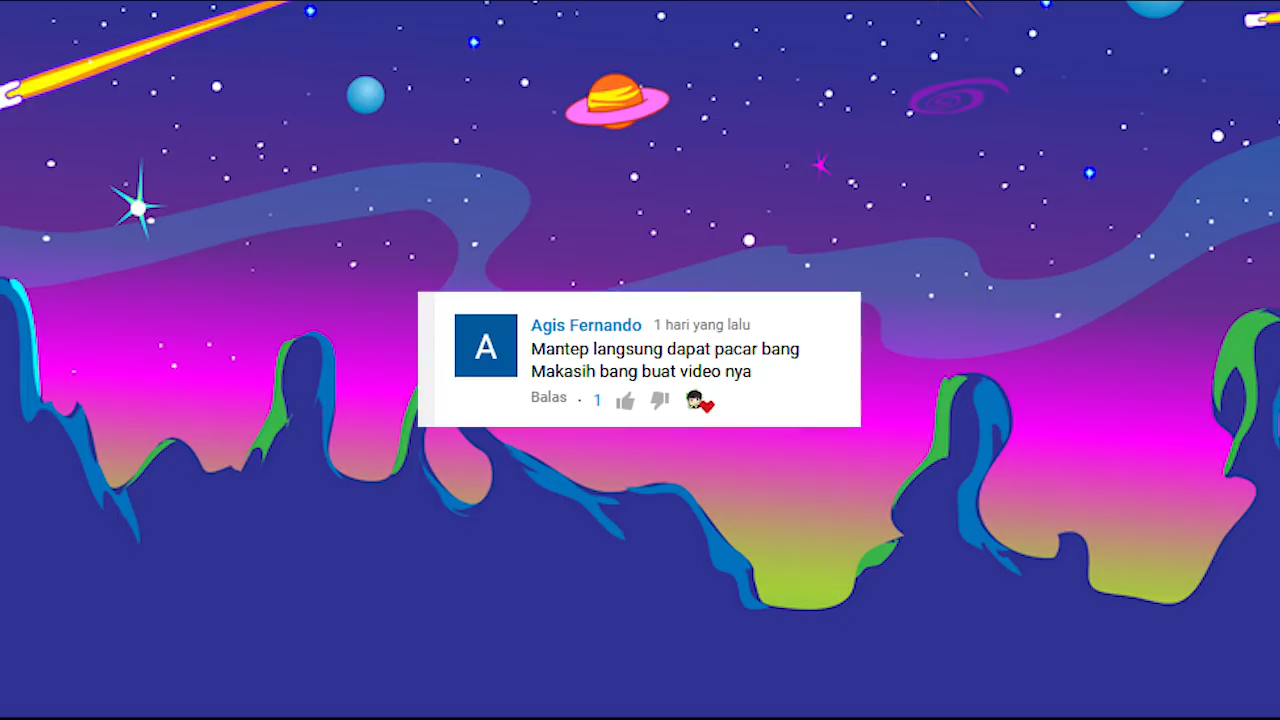 A
Agis Fernando 1 hari yang lalu
Mantep langsung dapat pacar bang
Makasih bang buat video nya
Balas . 1